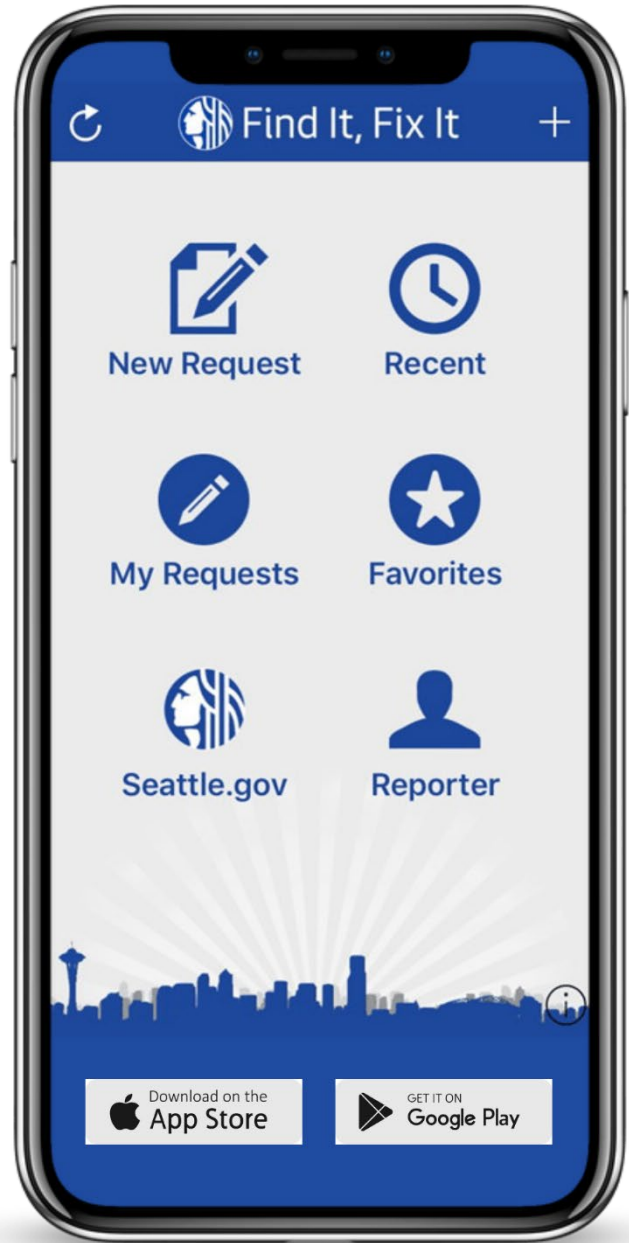 Find It, Fix It
New Request
Recent
My Requests
Favorites
Seattle.gov
Reporter
Download on the
App Store
GET IT ON
Google Play